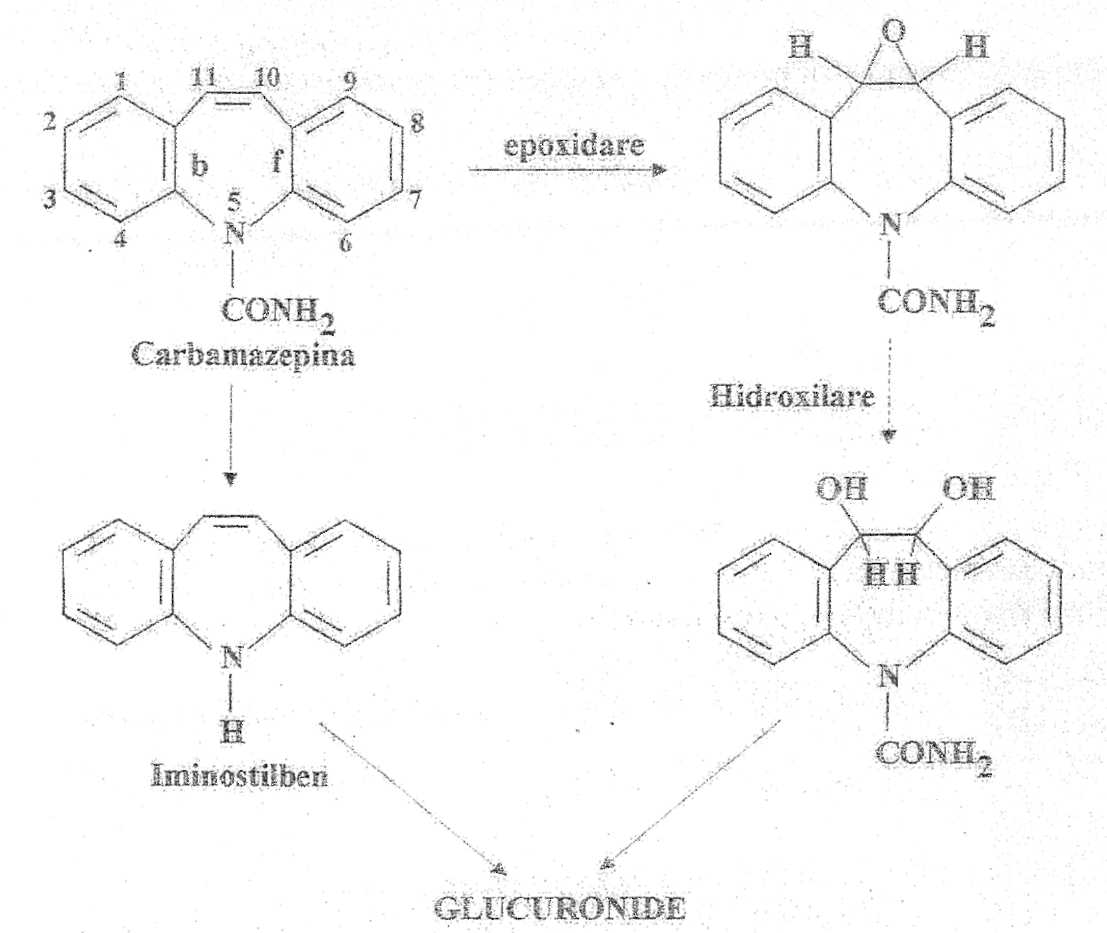 O
H H
11 10
1 9
2 8
epoxidare
b f
3 5 7
4 N 6
N
CONH2
CONH2
Carbamazepina
Hidroxilare
OH OH
H H
N
N
H
CONH2
Iminostilben
GLUCURONIDE